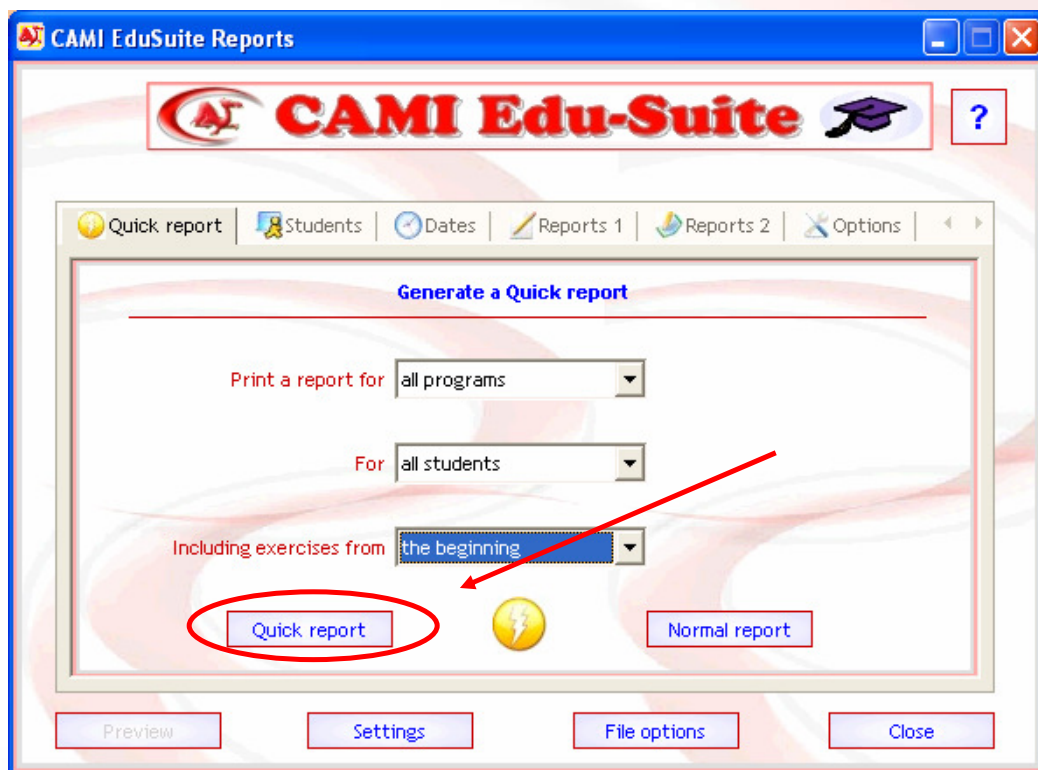 CAMI EduSuite Reports
CAMI Edu-Suite
?
Quick report Students Dates Reports 1 Reports 2 Options
Generate a Quick report
Print a report for all programs
For all students
Including exercises from the beginning
Quick report Normal report
Preview Settings File options Close